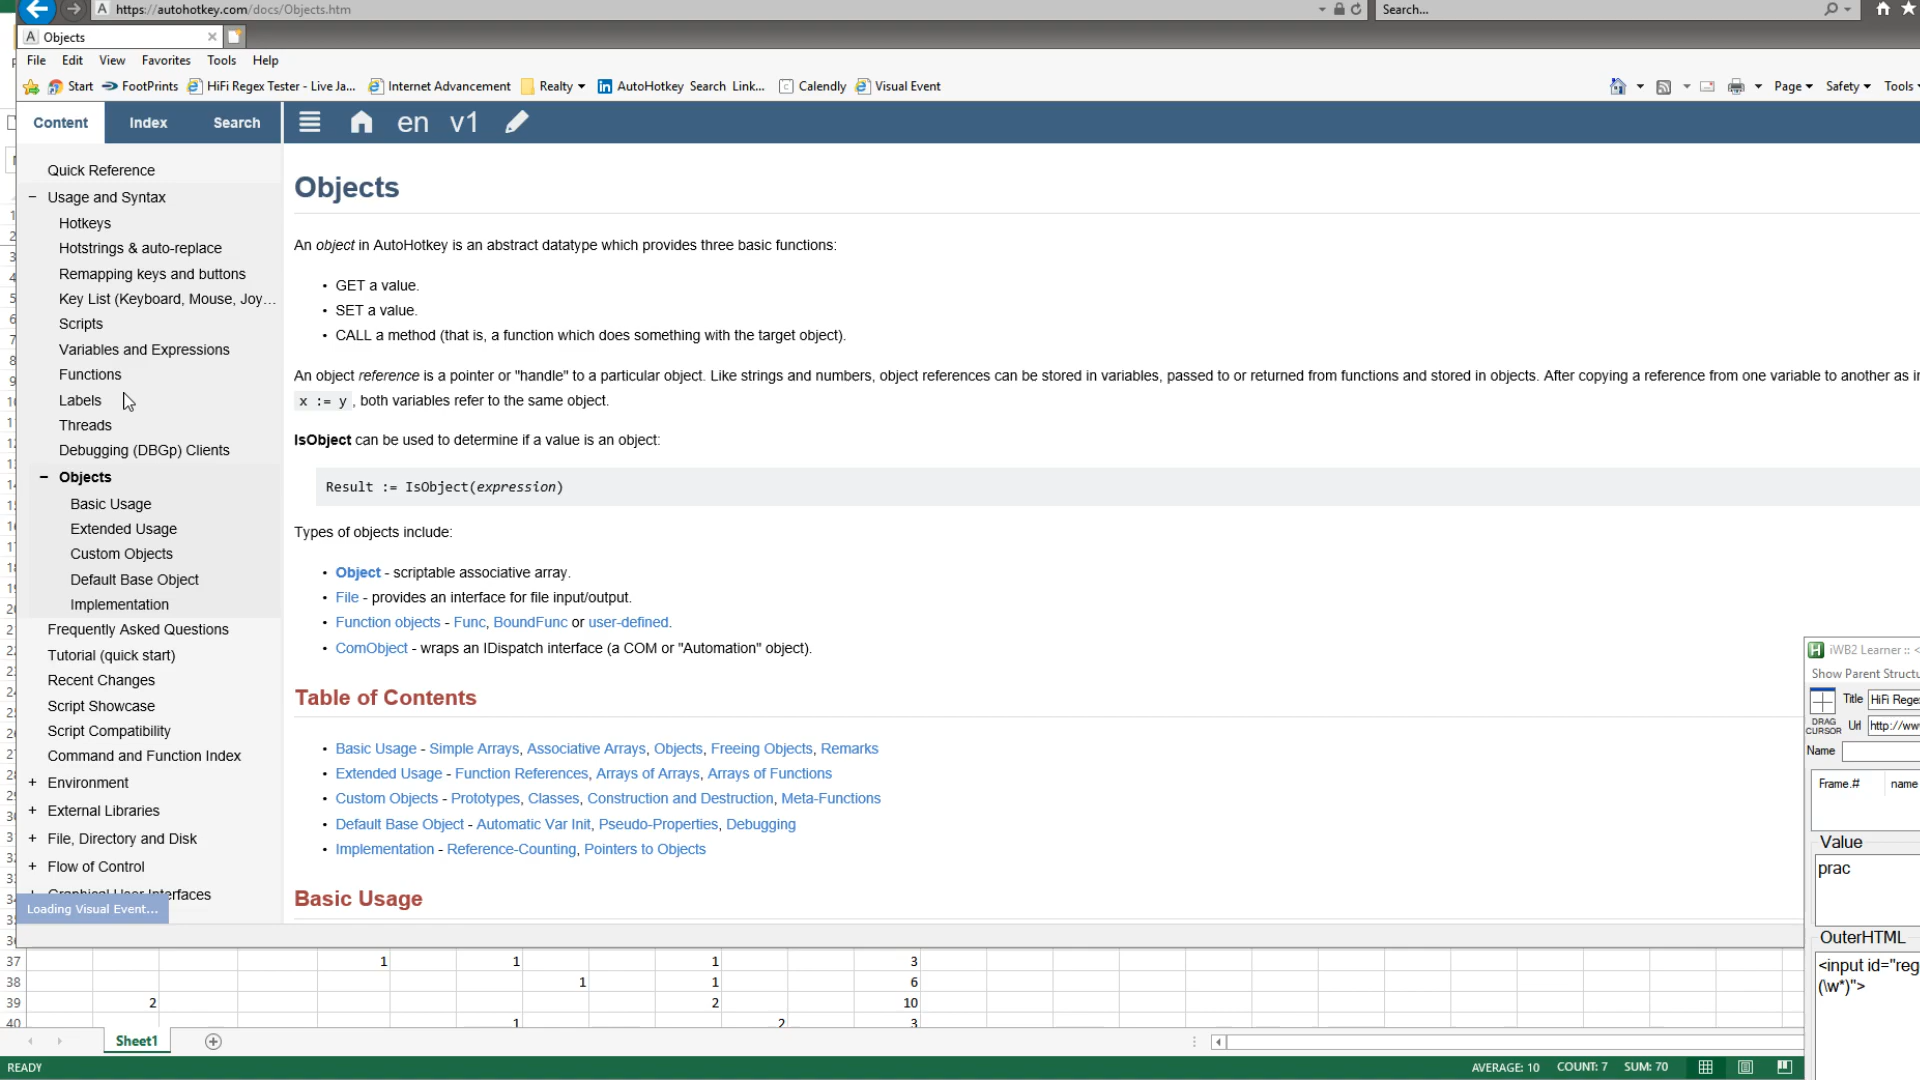 https://autohotkey.com/docs/Objects.htm
Search...
Objects
File Edit View Favorites Tools Help
Start FootPrints HiFi Regex Tester - Live Ja... Internet Advancement Realty AutoHotkey Search Link... Calendly Visual Event
Page Safety Tools
Content Index Search en v1
Quick Reference
Usage and Syntax
Hotkeys
Hotstrings & auto-replace
Remapping keys and buttons
Key List (Keyboard, Mouse, Joy...
Scripts
Variables and Expressions
Functions
Labels
Threads
Debugging (DBGp) Clients
Objects
Basic Usage
Extended Usage
Custom Objects
Default Base Object
Implementation
Frequently Asked Questions
Tutorial (quick start)
Recent Changes
Script Showcase
Script Compatibility
Command and Function Index
Environment
External Libraries
File, Directory and Disk
Flow of Control
Graphical User Interfaces
Loading Visual Event...
Objects
An object in AutoHotkey is an abstract datatype which provides three basic functions:
• GET a value.
• SET a value.
• CALL a method (that is, a function which does something with the target object).
An object reference is a pointer or "handle" to a particular object. Like strings and numbers, object references can be stored in variables, passed to or returned from functions and stored in objects. After copying a reference from one variable to another as in
x := y , both variables refer to the same object.
IsObject can be used to determine if a value is an object:
Result := IsObject(expression)
Types of objects include:
• Object - scriptable associative array.
• File - provides an interface for file input/output.
• Function objects - Func, BoundFunc or user-defined.
• ComObject - wraps an IDispatch interface (a COM or "Automation" object).
Table of Contents
• Basic Usage - Simple Arrays, Associative Arrays, Objects, Freeing Objects, Remarks
• Extended Usage - Function References, Arrays of Arrays, Arrays of Functions
• Custom Objects - Prototypes, Classes, Construction and Destruction, Meta-Functions
• Default Base Object - Automatic Var Init, Pseudo-Properties, Debugging
• Implementation - Reference-Counting, Pointers to Objects
Basic Usage
iWB2 Learner :: <
Show Parent Structu
DRAG
CURSOR
Title HiFi Rege
Url http://ww
Name
Frame.# name
Value
prac
OuterHTML
<input id="reg
(\w*)">
37 1 1 1 3
38 1 1 6
39 2 2 10
40 1 2 3
Sheet1
READY
AVERAGE: 10 COUNT: 7 SUM: 70